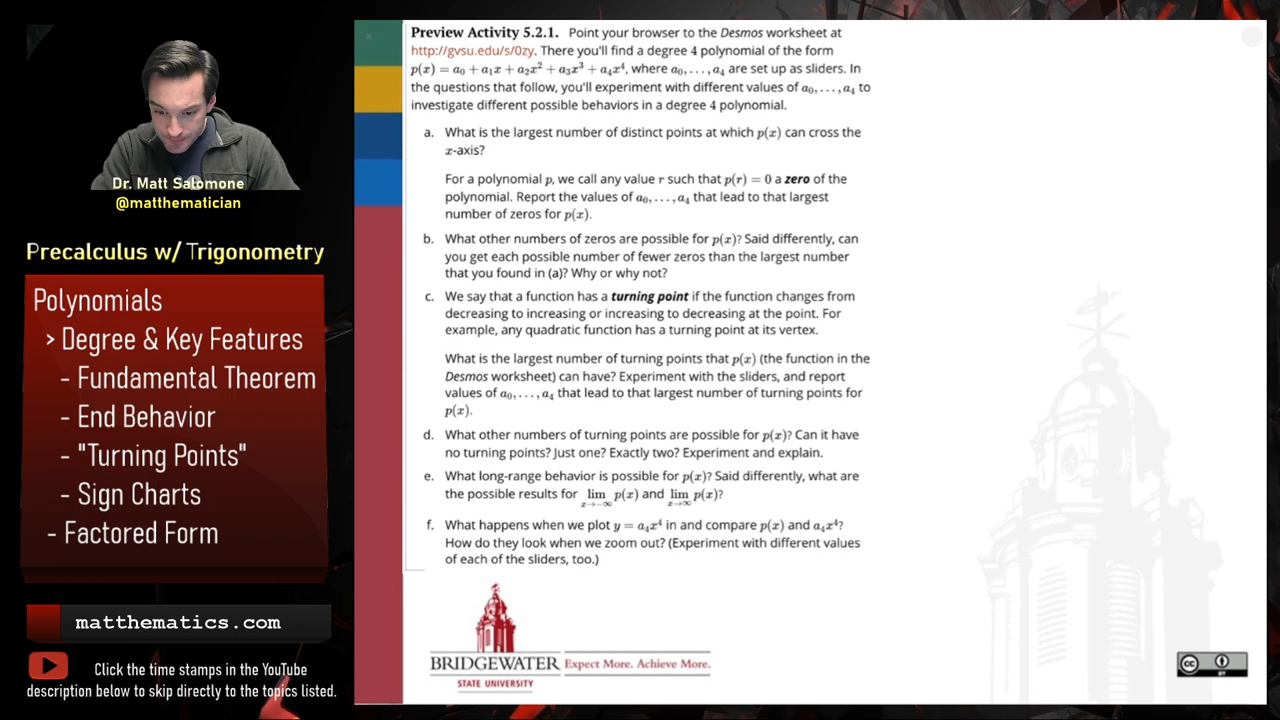 Dr. Matt Salomone
@matthematician
Precalculus w/ Trigonometry
Polynomials
> Degree & Key Features
- Fundamental Theorem
- End Behavior
- "Turning Points"
- Sign Charts
- Factored Form
matthematics.com
Click the time stamps in the YouTube
description below to skip directly to the topics listed.
Preview Activity 5.2.1. Point your browser to the Desmos worksheet at
http://gvsu.edu/s/0zy. There you'll find a degree 4 polynomial of the form
p(x) = a₀ + a₁x + a₂x² + a₃x³ + a₄x⁴, where a₀, . . . , a₄ are set up as sliders. In
the questions that follow, you'll experiment with different values of a₀, . . . , a₄ to
investigate different possible behaviors in a degree 4 polynomial.
a. What is the largest number of distinct points at which p(x) can cross the
x-axis?
For a polynomial p, we call any value r such that p(r) = 0 a zero of the
polynomial. Report the values of a₀, . . . , a₄ that lead to that largest
number of zeros for p(x).
b. What other numbers of zeros are possible for p(x)? Said differently, can
you get each possible number of fewer zeros than the largest number
that you found in (a)? Why or why not?
c. We say that a function has a turning point if the function changes from
decreasing to increasing or increasing to decreasing at the point. For
example, any quadratic function has a turning point at its vertex.
What is the largest number of turning points that p(x) (the function in the
Desmos worksheet) can have? Experiment with the sliders, and report
values of a₀, . . . , a₄ that lead to that largest number of turning points for
p(x).
d. What other numbers of turning points are possible for p(x)? Can it have
no turning points? Just one? Exactly two? Experiment and explain.
e. What long-range behavior is possible for p(x)? Said differently, what are
the possible results for lim x→−∞ p(x) and lim x→∞ p(x)?
f. What happens when we plot y = a₄x⁴ in and compare p(x) and a₄x⁴?
How do they look when we zoom out? (Experiment with different values
of each of the sliders, too.)
BRIDGEWATER Expect More. Achieve More.
STATE UNIVERSITY
cc BY